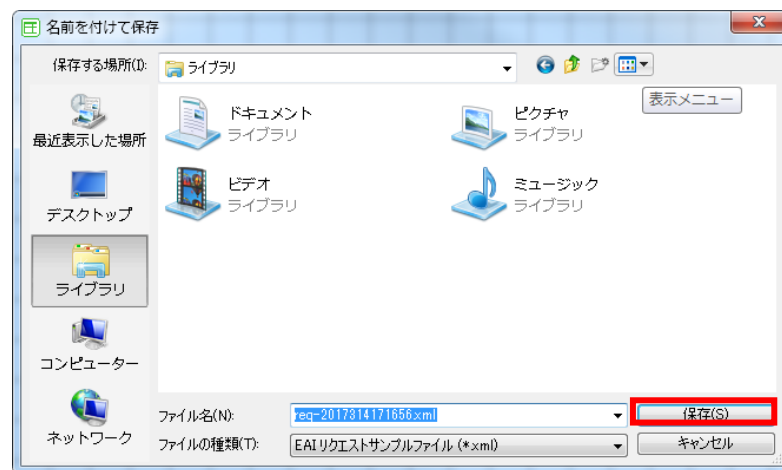 名前を付けて保存
保存する場所(I):
ライブラリ
表示メニュー
最近表示した場所
デスクトップ
ライブラリ
コンピューター
ネットワーク
ドキュメント
ライブラリ
ピクチャ
ライブラリ
ビデオ
ライブラリ
ミュージック
ライブラリ
ファイル名(N):
req-2017314171656.xml
保存(S)
ファイルの種類(T):
EAIリクエストサンプルファイル (*.xml)
キャンセル